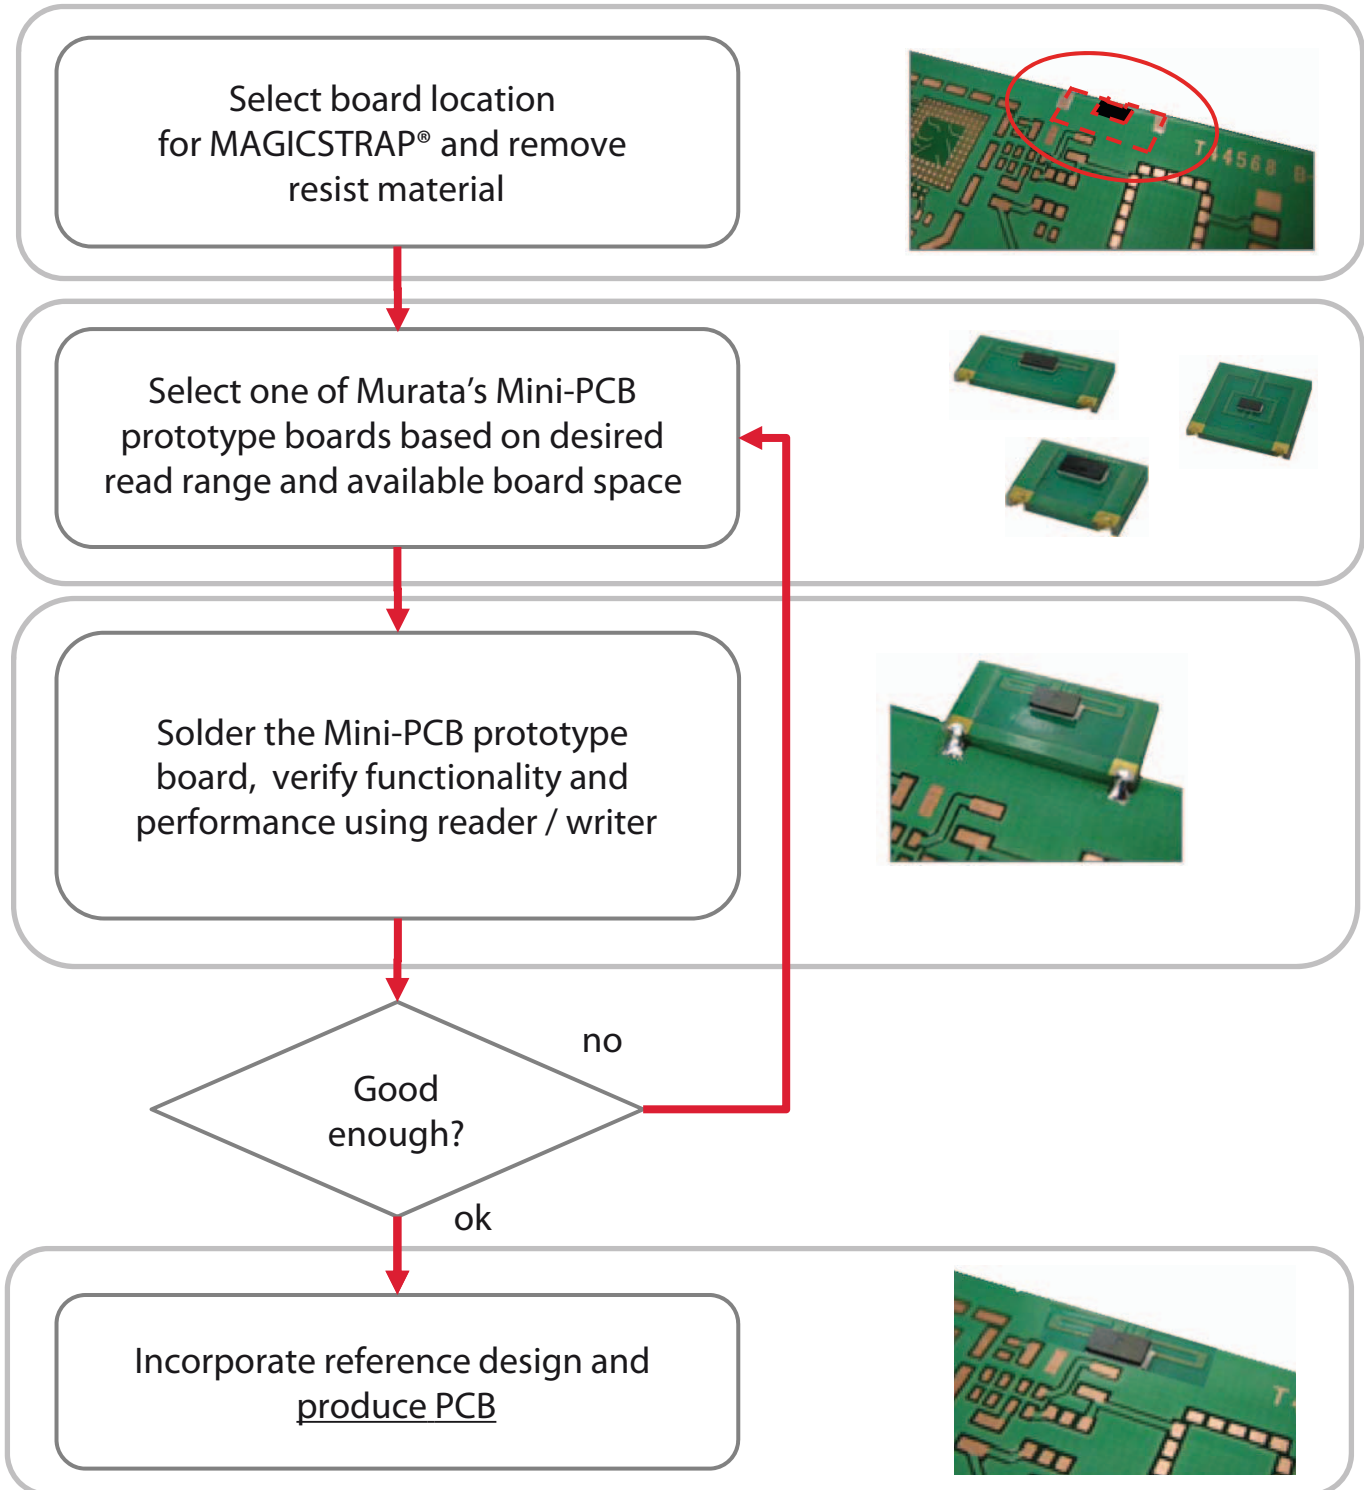 Select board location
for MAGICSTRAP® and remove
resist material
T44568 B
Select one of Murata's Mini-PCB
prototype boards based on desired
read range and available board space
Solder the Mini-PCB prototype
board, verify functionality and
performance using reader / writer
no
Good
enough?
ok
Incorporate reference design and
produce PCB